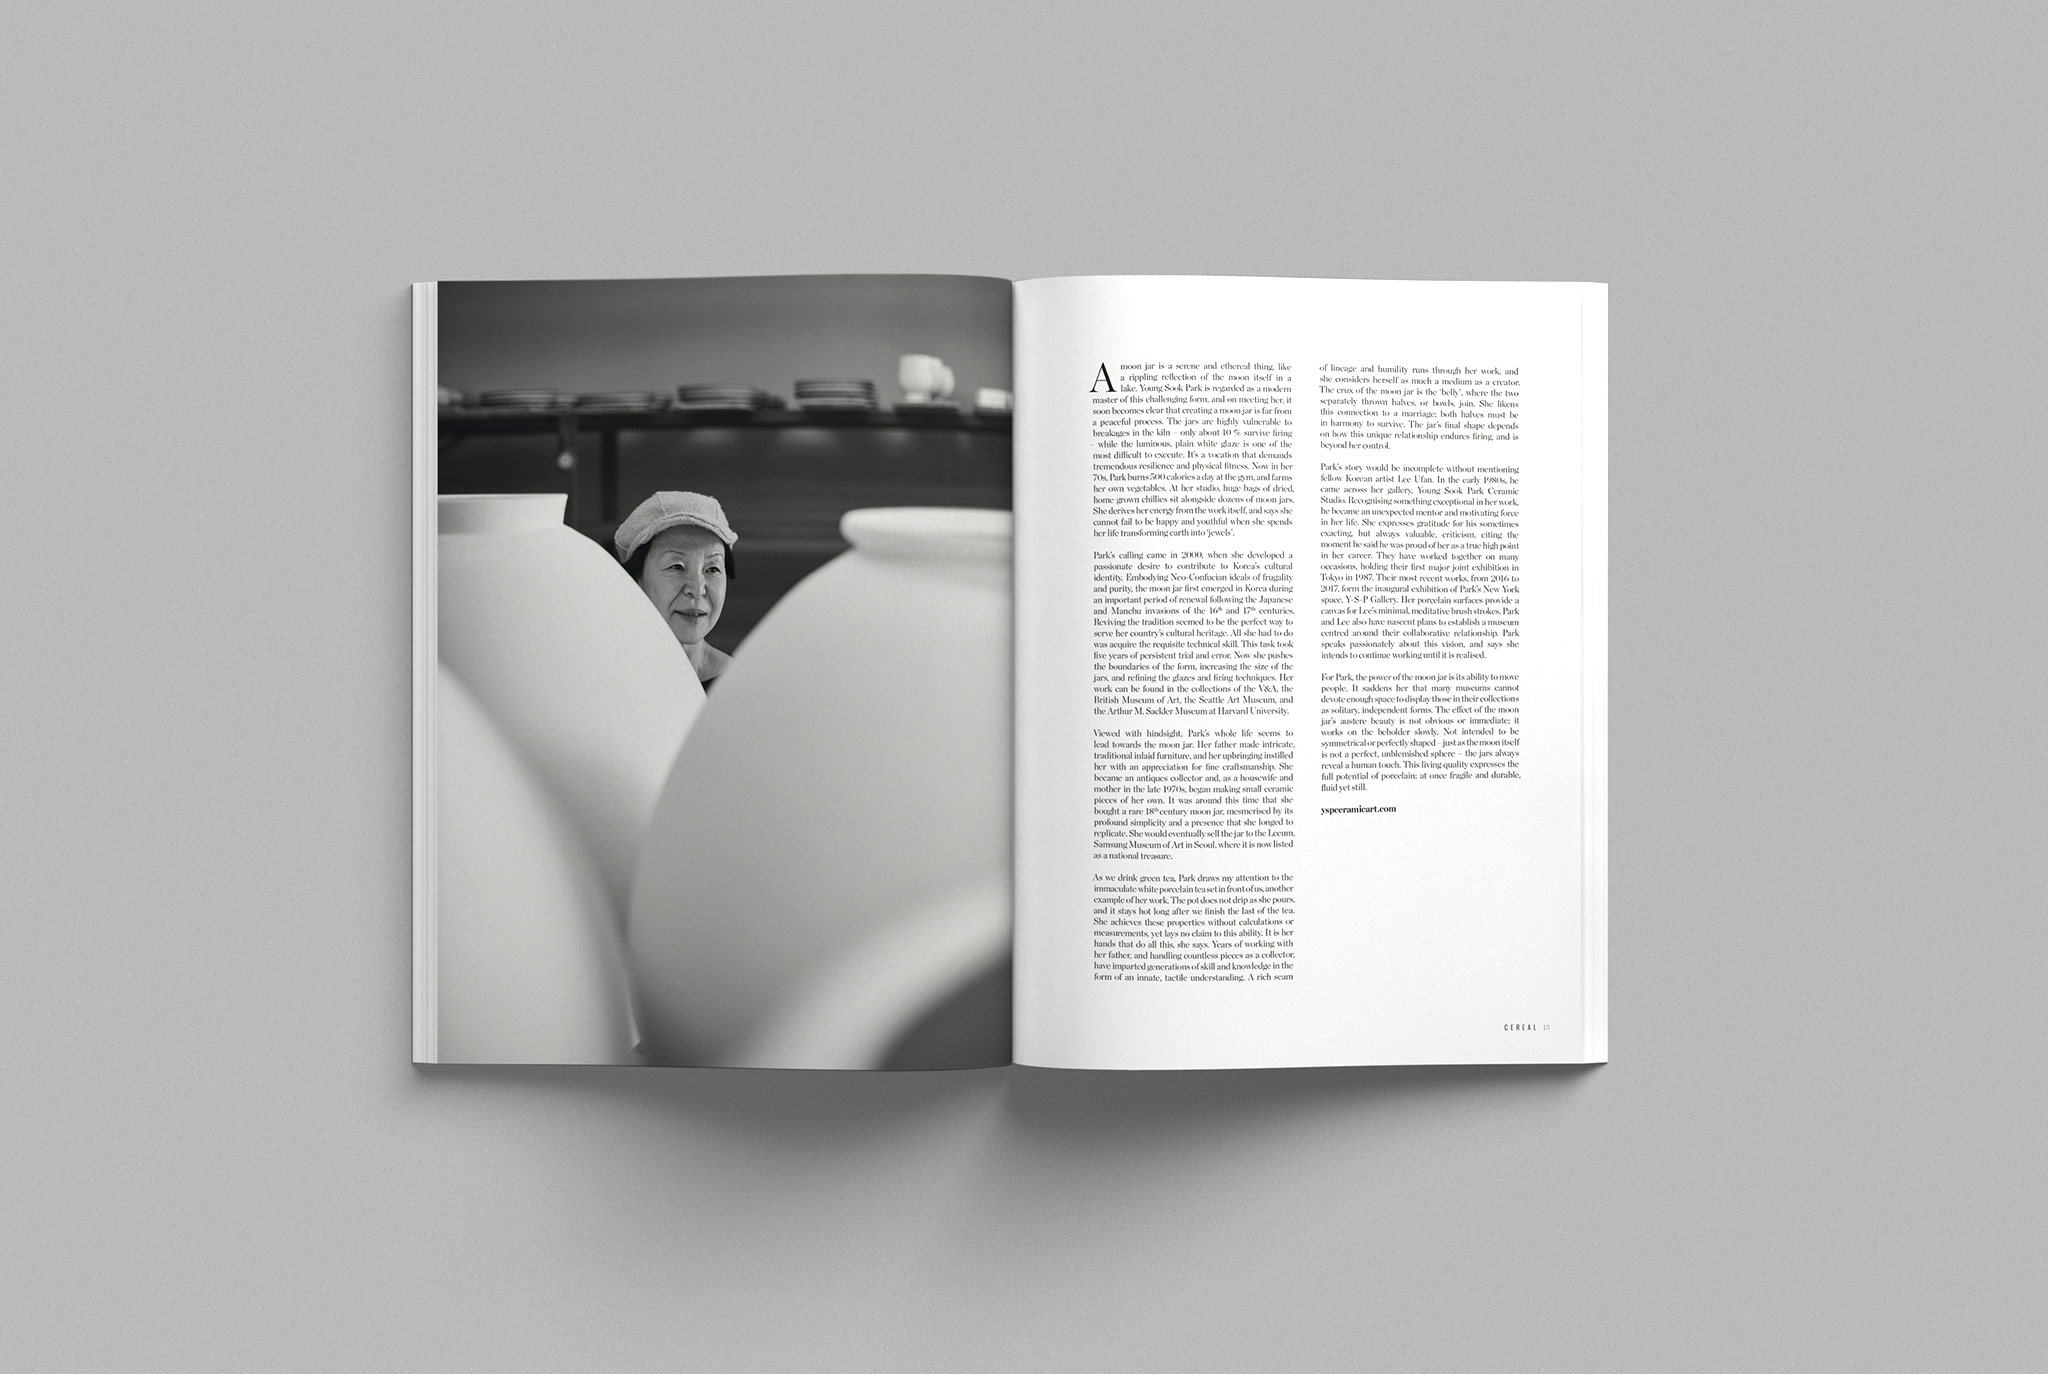 A moon jar is a serene and ethereal thing, like
a rippling reflection of the moon itself in a
lake. Young Sook Park is regarded as a modern
master of this challenging form, and on meeting her, it
soon becomes clear that creating a moon jar is far from
a peaceful process. The jars are highly vulnerable to
breakages in the kiln – only about 10 % survive firing
– while the luminous, plain white glaze is one of the
most difficult to execute. It's a vocation that demands
tremendous resilience and physical fitness. Now in her
70s, Park burns 500 calories a day at the gym, and farms
her own vegetables. At her studio, huge bags of dried,
home grown chillies sit alongside dozens of moon jars.
She derives her energy from the work itself, and says she
cannot fail to be happy and youthful when she spends
her life transforming earth into 'jewels'.
Park's calling came in 2000, when she developed a
passionate desire to contribute to Korea's cultural
identity. Embodying Neo-Confucian ideals of frugality
and purity, the moon jar first emerged in Korea during
an important period of renewal following the Japanese
and Manchu invasions of the 16th and 17th centuries.
Reviving the tradition seemed to be the perfect way to
serve her country's cultural heritage. All she had to do
was acquire the requisite technical skill. This task took
five years of persistent trial and error. Now she pushes
the boundaries of the form, increasing the size of the
jars, and refining the glazes and firing techniques. Her
work can be found in the collections of the V&A, the
British Museum of Art, the Seattle Art Museum, and
the Arthur M. Sackler Museum at Harvard University.
Viewed with hindsight, Park's whole life seems to
lead towards the moon jar. Her father made intricate,
traditional inlaid furniture, and her upbringing instilled
her with an appreciation for fine craftsmanship. She
became an antiques collector and, as a housewife and
mother in the late 1970s, began making small ceramic
pieces of her own. It was around this time that she
bought a rare 18th century moon jar, mesmerised by its
profound simplicity and a presence that she longed to
replicate. She would eventually sell the jar to the Leeum,
Samsung Museum of Art in Seoul, where it is now listed
as a national treasure.
As we drink green tea, Park draws my attention to the
immaculate white porcelain tea set in front of us, another
example of her work. The pot does not drip as she pours,
and it stays hot long after we finish the last of the tea.
She achieves these properties without calculations or
measurements, yet lays no claim to this ability. It is her
hands that do all this, she says. Years of working with
her father, and handling countless pieces as a collector,
have imparted generations of skill and knowledge in the
form of an innate, tactile understanding. A rich seam
of lineage and humility runs through her work, and
she considers herself as much a medium as a creator.
The crux of the moon jar is the 'belly', where the two
separately thrown halves, or bowls, join. She likens
this connection to a marriage; both halves must be
in harmony to survive. The jar's final shape depends
on how this unique relationship endures firing, and is
beyond her control.
Park's story would be incomplete without mentioning
fellow Korean artist Lee Ufan. In the early 1980s, he
came across her gallery, Young Sook Park Ceramic
Studio. Recognising something exceptional in her work,
he became an unexpected mentor and motivating force
in her life. She expresses gratitude for his sometimes
exacting, but always valuable, criticism, citing the
moment he said he was proud of her as a true high point
in her career. They have worked together on many
occasions, holding their first major joint exhibition in
Tokyo in 1987. Their most recent works, from 2016 to
2017, form the inaugural exhibition of Park's New York
space, Y-S-P Gallery. Her porcelain surfaces provide a
canvas for Lee's minimal, meditative brush strokes. Park
and Lee also have nascent plans to establish a museum
centred around their collaborative relationship. Park
speaks passionately about this vision, and says she
intends to continue working until it is realised.
For Park, the power of the moon jar is its ability to move
people. It saddens her that many museums cannot
devote enough space to display those in their collections
as solitary, independent forms. The effect of the moon
jar's austere beauty is not obvious or immediate; it
works on the beholder slowly. Not intended to be
symmetrical or perfectly shaped – just as the moon itself
is not a perfect, unblemished sphere – the jars always
reveal a human touch. This living quality expresses the
full potential of porcelain; at once fragile and durable,
fluid yet still.
yspceramicart.com
CEREAL 13